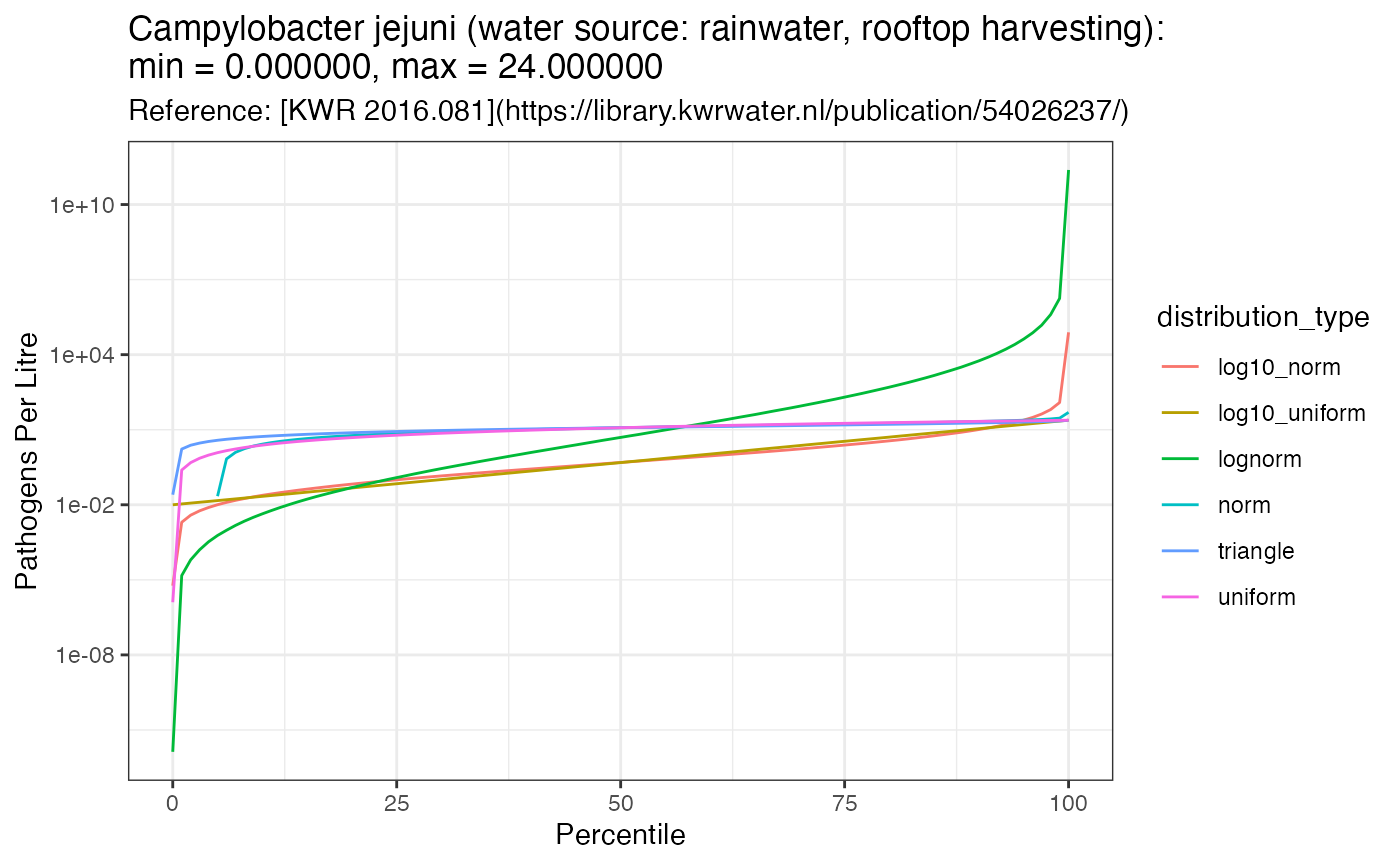 Campylobacter jejuni (water source: rainwater, rooftop harvesting):
min = 0.000000, max = 24.000000
Reference: [KWR 2016.081](https://library.kwrwater.nl/publication/54026237/)
Pathogens Per Litre
1e+10
1e+04
1e-02
1e-08
0
25
50
75
100
Percentile
distribution_type
log10_norm
log10_uniform
lognorm
norm
triangle
uniform